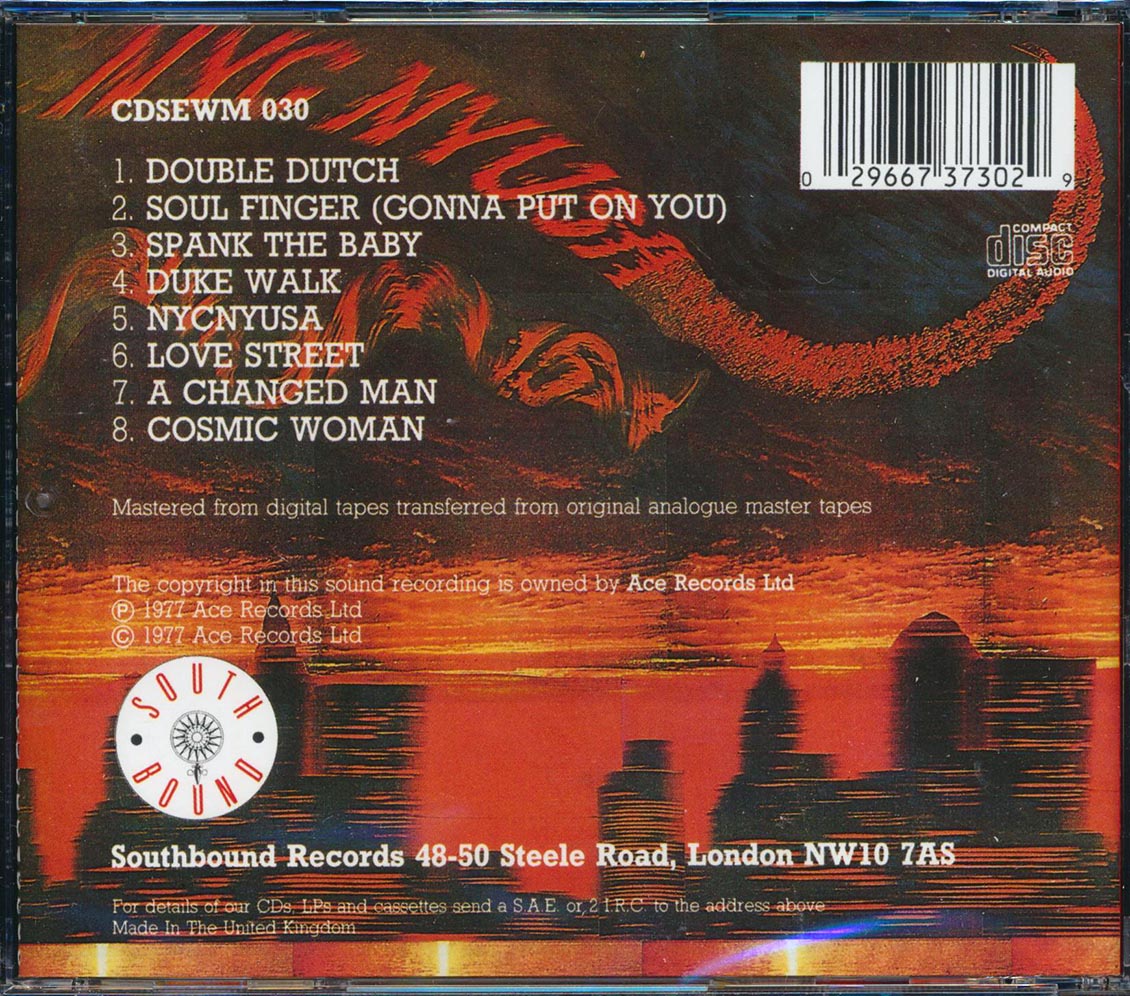 NYC NYUSA
CDSEWM 030
1. DOUBLE DUTCH
2. SOUL FINGER (GONNA PUT ON YOU)
3. SPANK THE BABY
4. DUKE WALK
5. NYCNYUSA
6. LOVE STREET
7. A CHANGED MAN
8. COSMIC WOMAN
0 29667 37302 9
COMPACT
disc
DIGITAL AUDIO
Mastered from digital tapes transferred from original analogue master tapes
The copyright in this sound recording is owned by Ace Records Ltd
℗ 1977 Ace Records Ltd
© 1977 Ace Records Ltd
SOUTH
BOUND
Southbound Records 48-50 Steele Road, London NW10 7AS
For details of our CDs, LPs and cassettes send a S.A.E. or 2 I.R.C. to the address above
Made In The United Kingdom